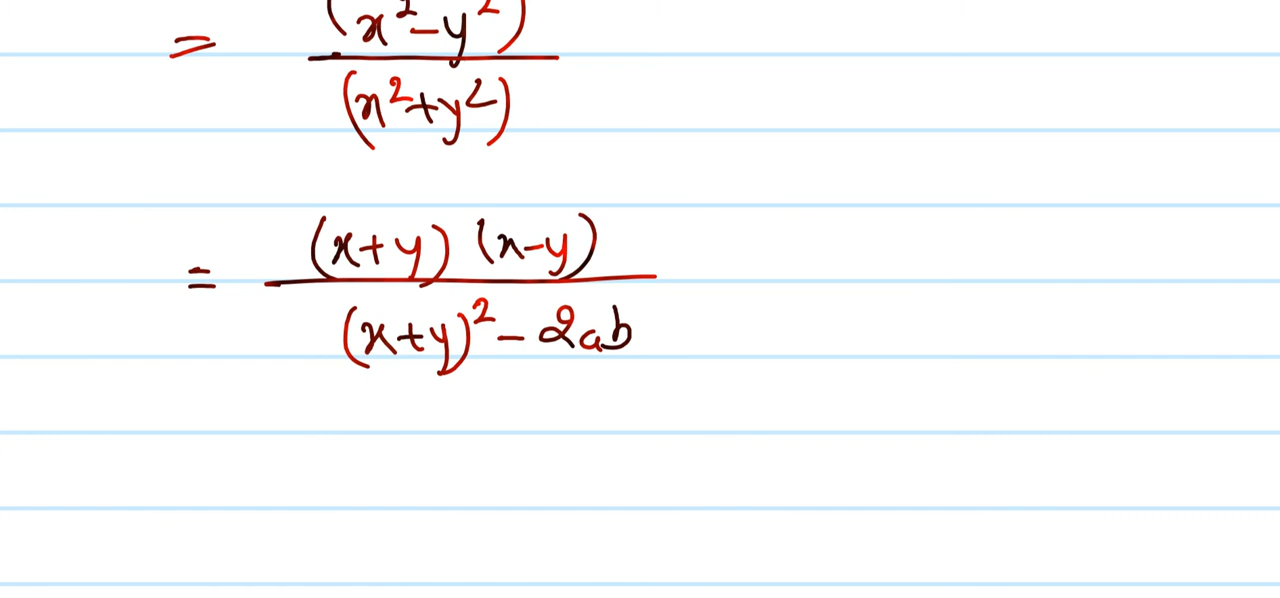 = (x²-y²)
(x²+y²)
= (x+y) (x-y)
(x+y)² - 2ab